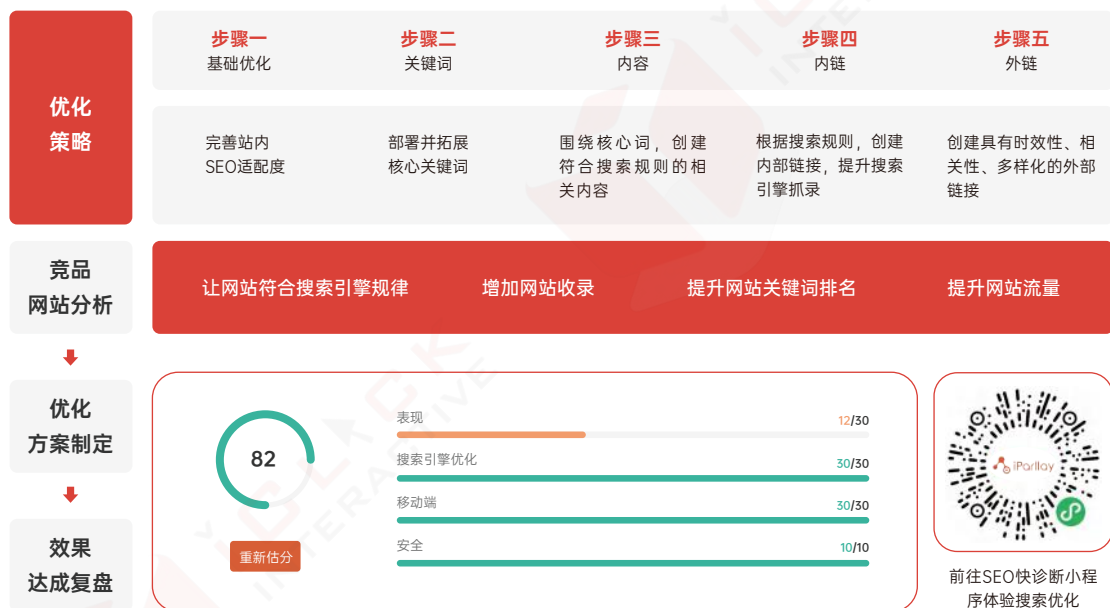 优化
策略
步骤一
基础优化
步骤二
关键词
步骤三
内容
步骤四
内链
步骤五
外链
完善站内
SEO适配度
部署并拓展
核心关键词
围绕核心词，创建
符合搜索规则的相
关内容
根据搜索规则，创建
内部链接，提升搜索
引擎抓录
创建具有时效性、相
关性、多样化的外部
链接
竞品
网站分析
让网站符合搜索引擎规律
增加网站收录
提升网站关键词排名
提升网站流量
优化
方案制定
效果
达成复盘
82
重新估分
表现 12/30
搜索引擎优化 30/30
移动端 30/30
安全 10/10
iParllay
前往SEO快诊断小程
序体验搜索优化
iCLICK
INTERACTIVE